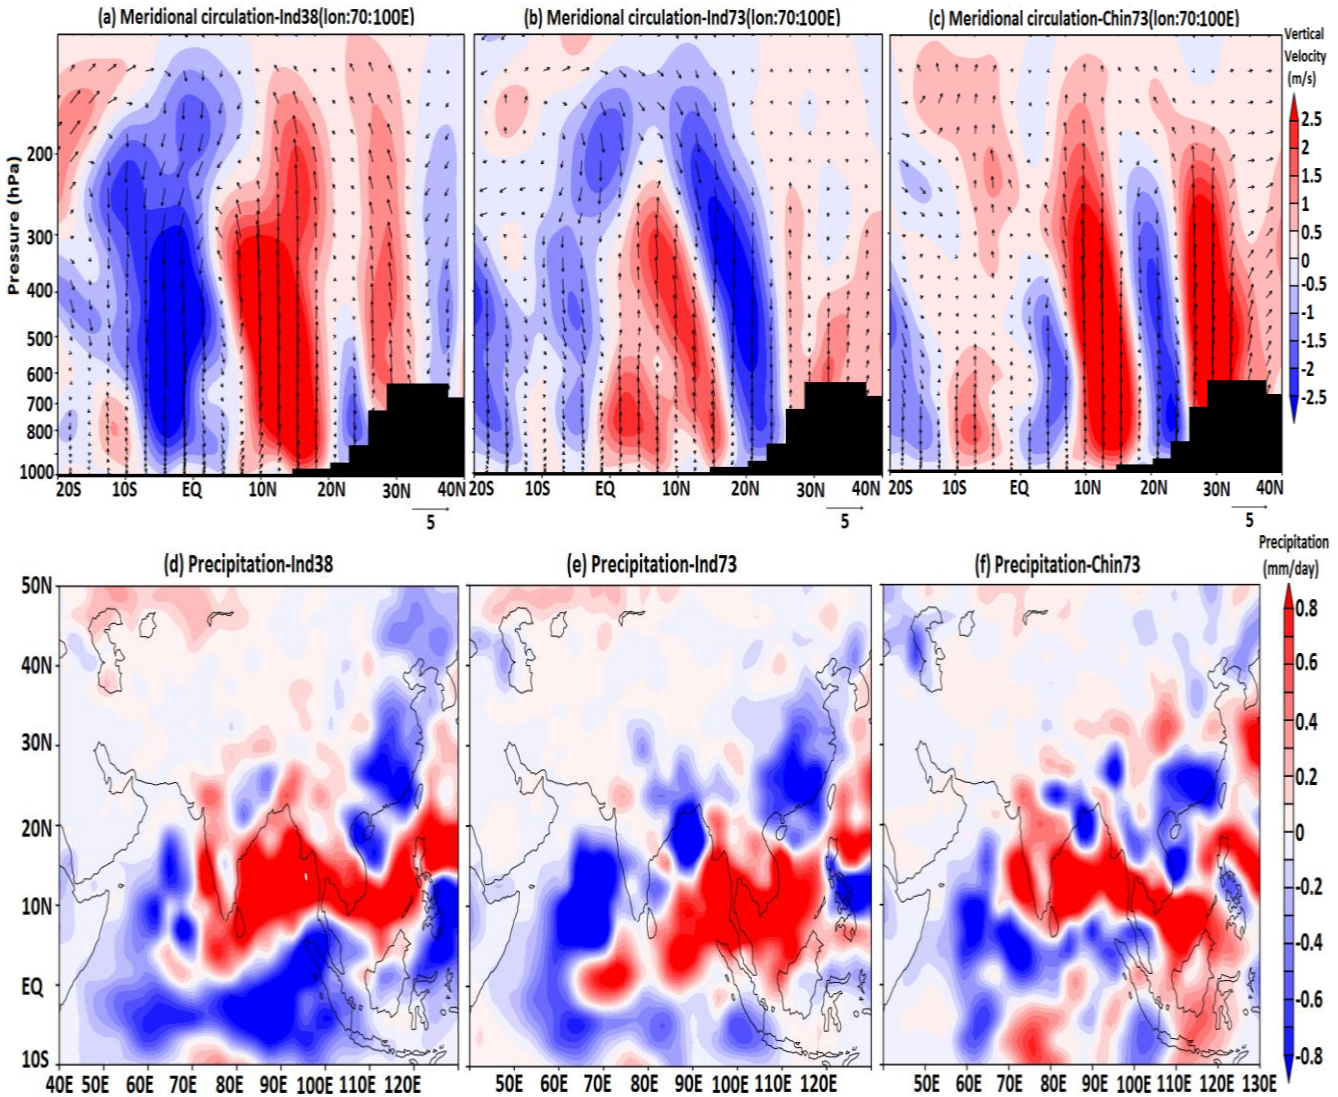 (a) Meridional circulation-Ind38(lon:70:100E)
(b) Meridional circulation-Ind73(lon:70:100E)
(c) Meridional circulation-Chin73(lon:70:100E)
Vertical
Velocity
(m/s)
Pressure (hPa)
200
300
400
500
600
700
800
1000
2.5
2
1.5
1
0.5
0
-0.5
-1
-1.5
-2
-2.5
20S 10S EQ 10N 20N 30N 40N
20S 10S EQ 10N 20N 30N 40N
20S 10S EQ 10N 20N 30N 40N
5
5
5
(d) Precipitation-Ind38
(e) Precipitation-Ind73
(f) Precipitation-Chin73
Precipitation
(mm/day)
50N
40N
30N
20N
10N
EQ
10S
0.8
0.6
0.4
0.2
0
-0.2
-0.4
-0.6
-0.8
40E 50E 60E 70E 80E 90E 100E 120E
50E 60E 70E 80E 90E 100E 120E
50E 60E 70E 80E 90E 100E 110E 120E 130E